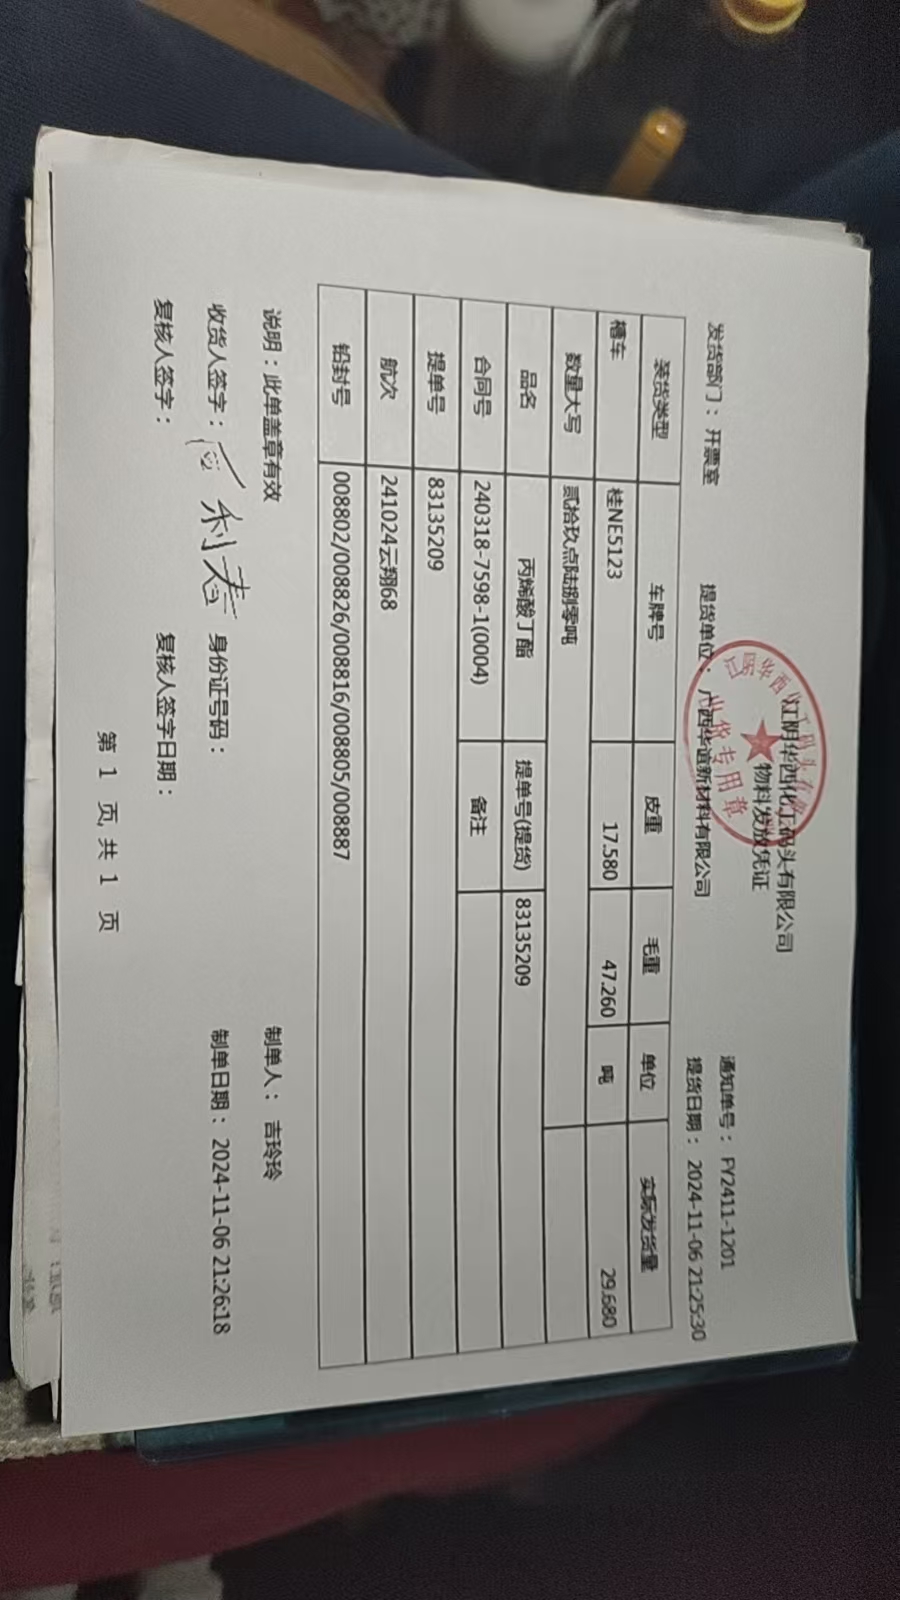 江阴华西化工码头有限公司
物料发放凭证
通知单号：FY2411-1201
发货部门：开票室 提货单位：广西华谊新材料有限公司 提货日期：2024-11-06 21:25:30
装货类型 车牌号 皮重 毛重 单位 实际发货量
槽车 桂NE5123 17.580 47.260 吨 29.680
数量大写 贰拾玖点陆捌零吨
品名 丙烯酸丁酯 提单号(提货) 83135209
合同号 240318-7598-1(0004) 备注
提单号 83135209
航次 241024云翔68
铅封号 008802/008826/008816/008805/008887
说明：此单盖章有效 制单人：吉玲玲
收货人签字： 身份证号码： 制单日期：2024-11-06 21:26:18
复核人签字： 复核人签字日期：
第 1 页,共 1 页